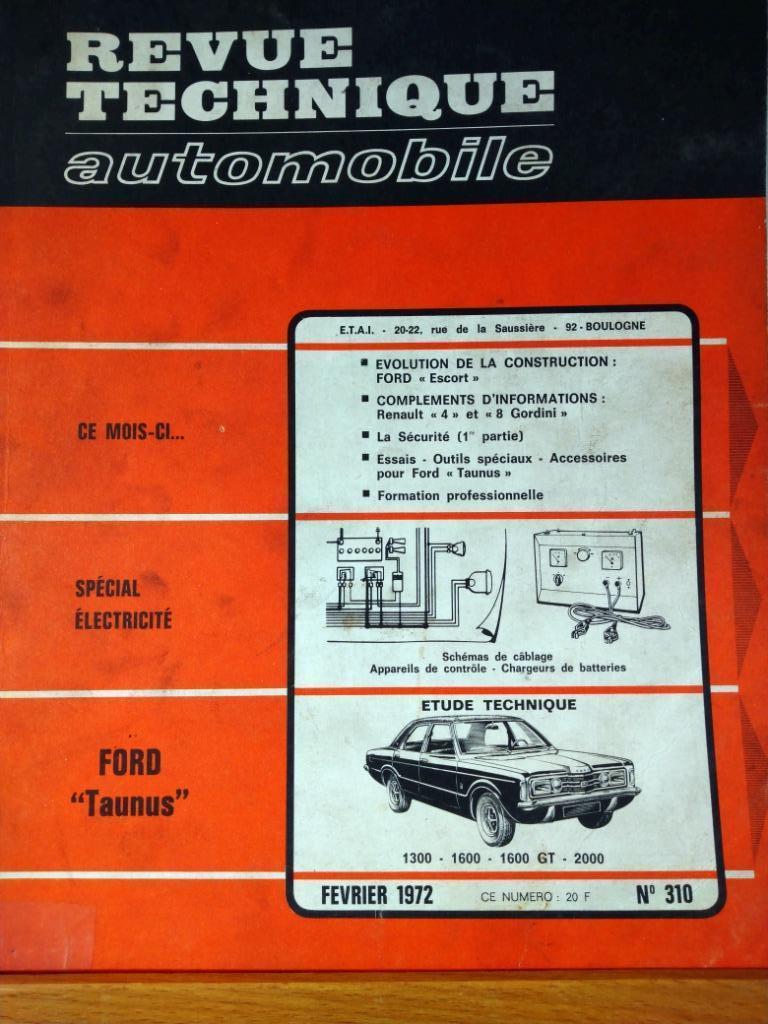 REVUE
TECHNIQUE
automobile
E.T.A.I. - 20-22, rue de la Saussière - 92 - BOULOGNE
CE MOIS-CI...
■ EVOLUTION DE LA CONSTRUCTION :
FORD « Escort »
■ COMPLEMENTS D'INFORMATIONS :
Renault « 4 » et « 8 Gordini »
■ La Sécurité (1re partie)
■ Essais - Outils spéciaux - Accessoires
pour Ford « Taunus »
■ Formation professionnelle
SPÉCIAL
ÉLECTRICITÉ
Schémas de câblage
Appareils de contrôle - Chargeurs de batteries
FORD
"Taunus"
ETUDE TECHNIQUE
1300 - 1600 - 1600 GT - 2000
FEVRIER 1972 CE NUMERO : 20 F N° 310